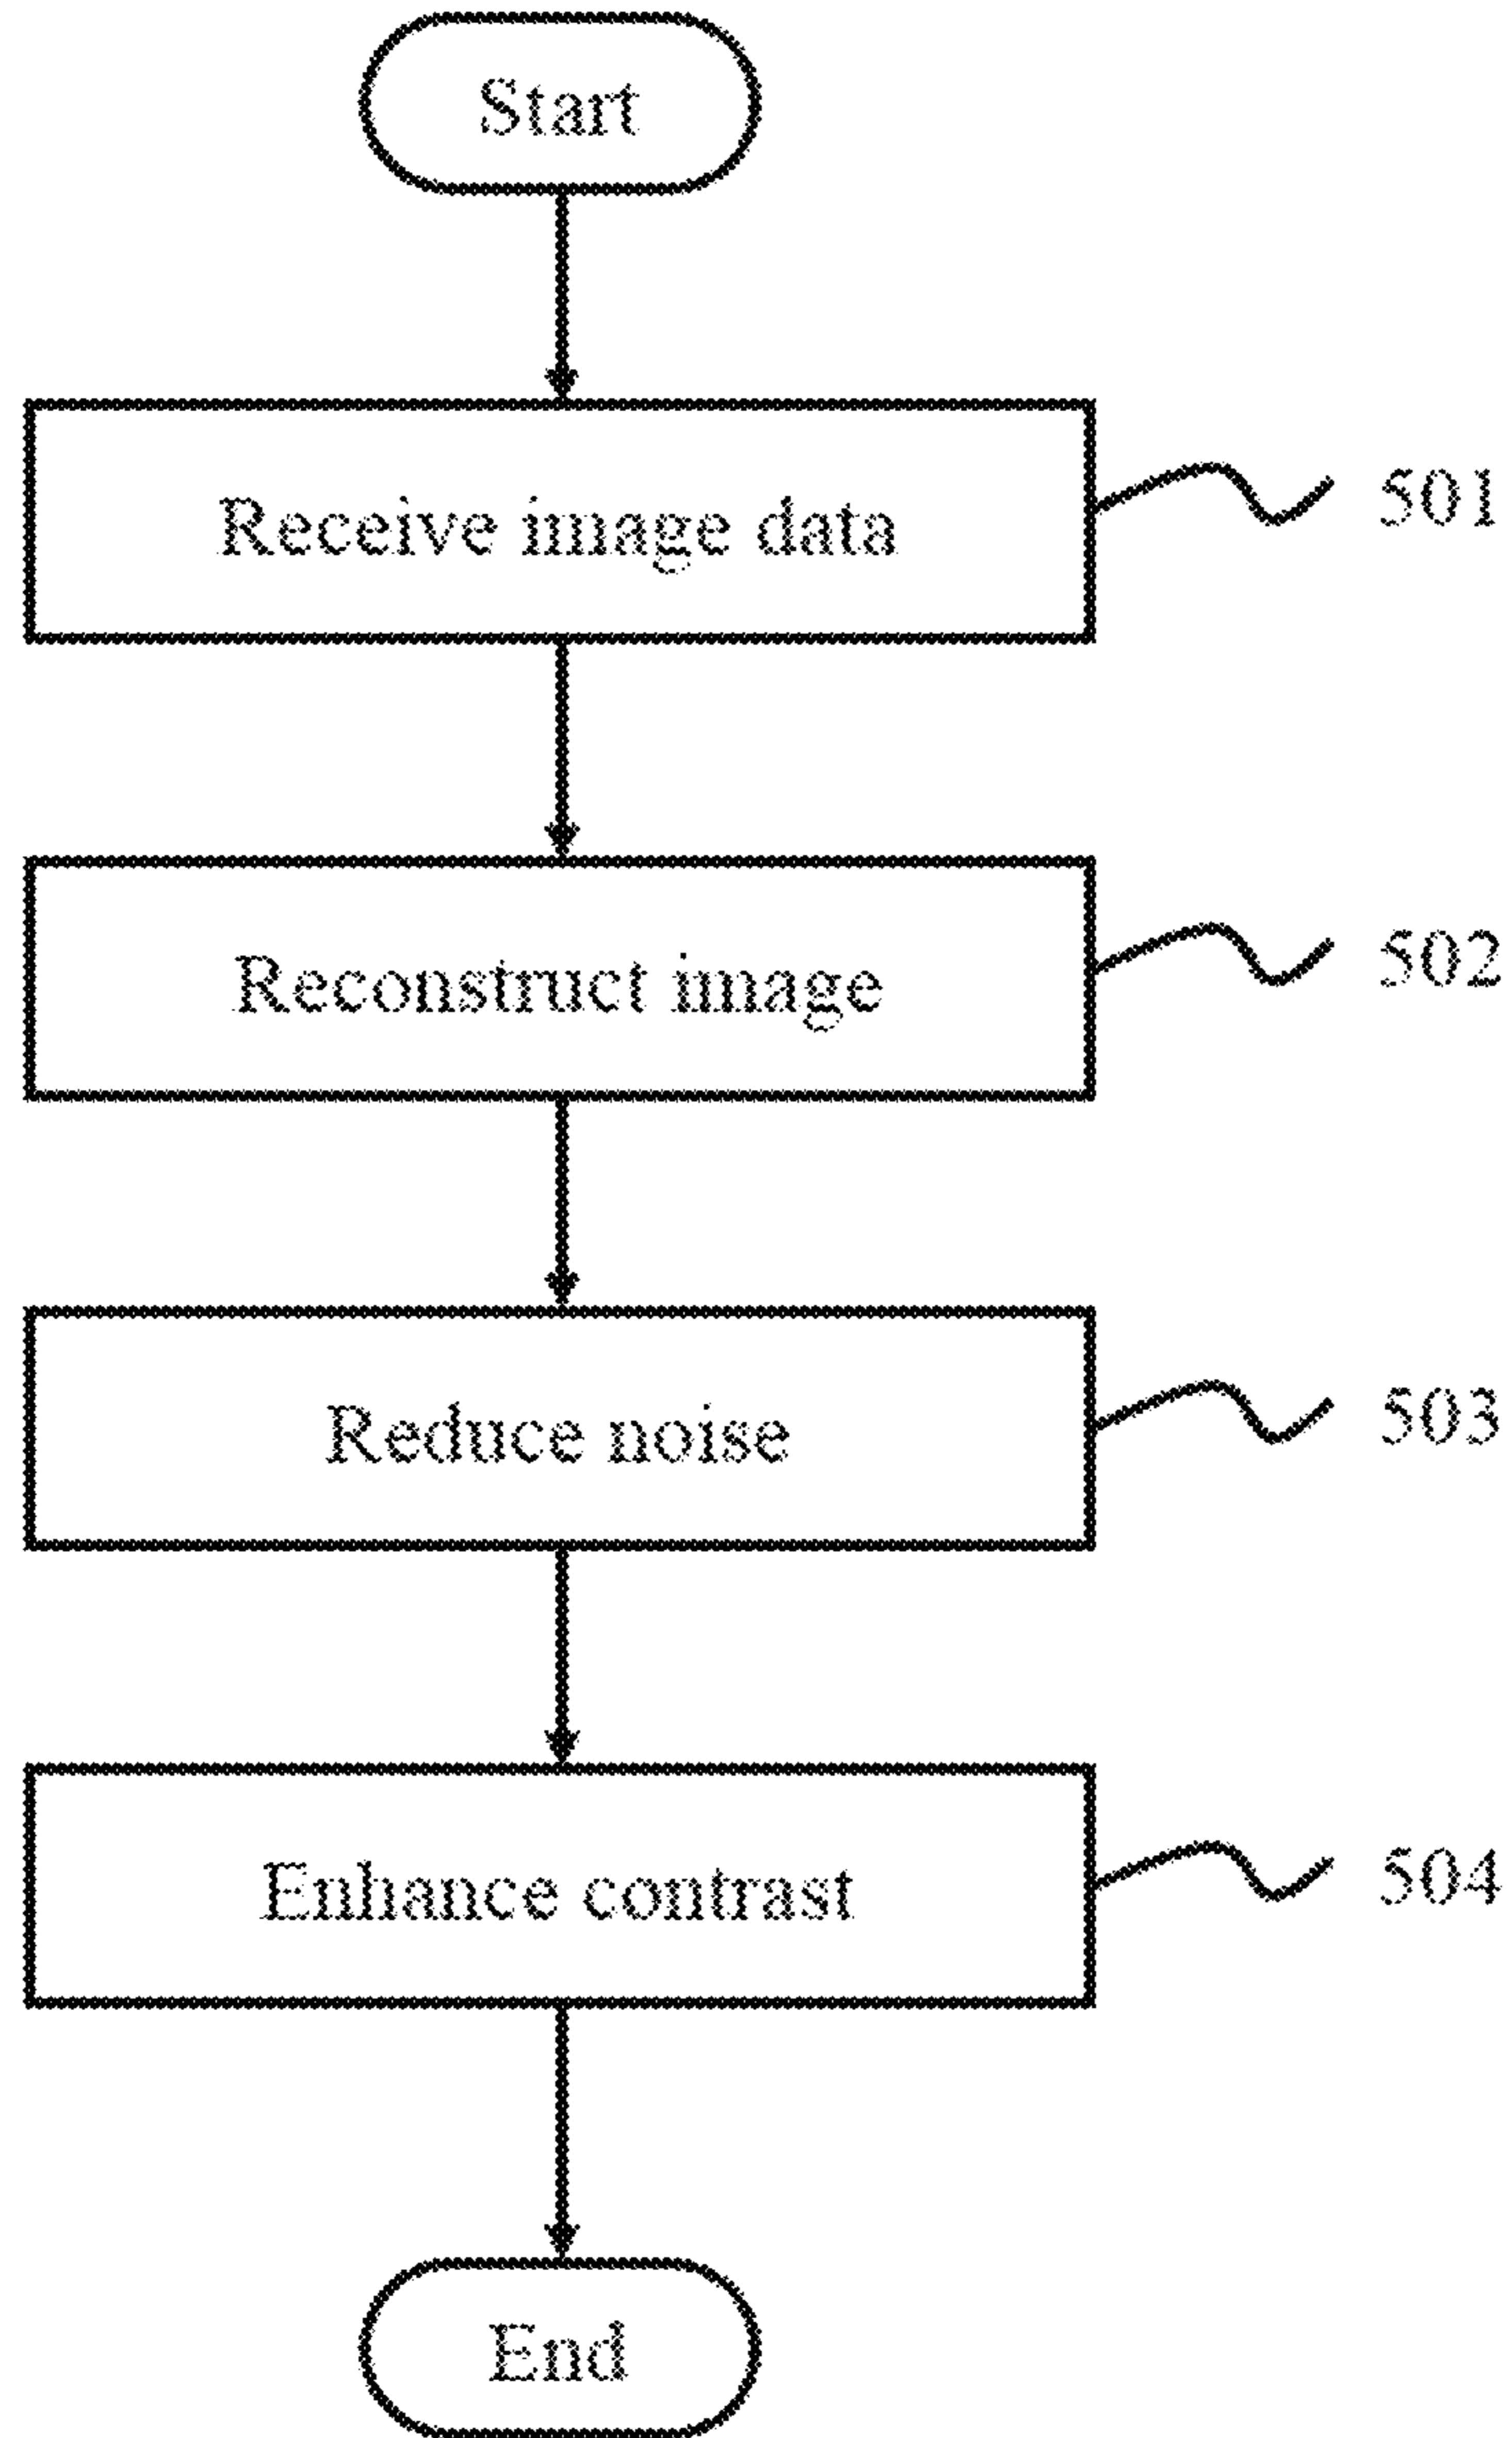 Start
Receive image data
501
Reconstruct image
502
Reduce noise
503
Enhance contrast
504
End